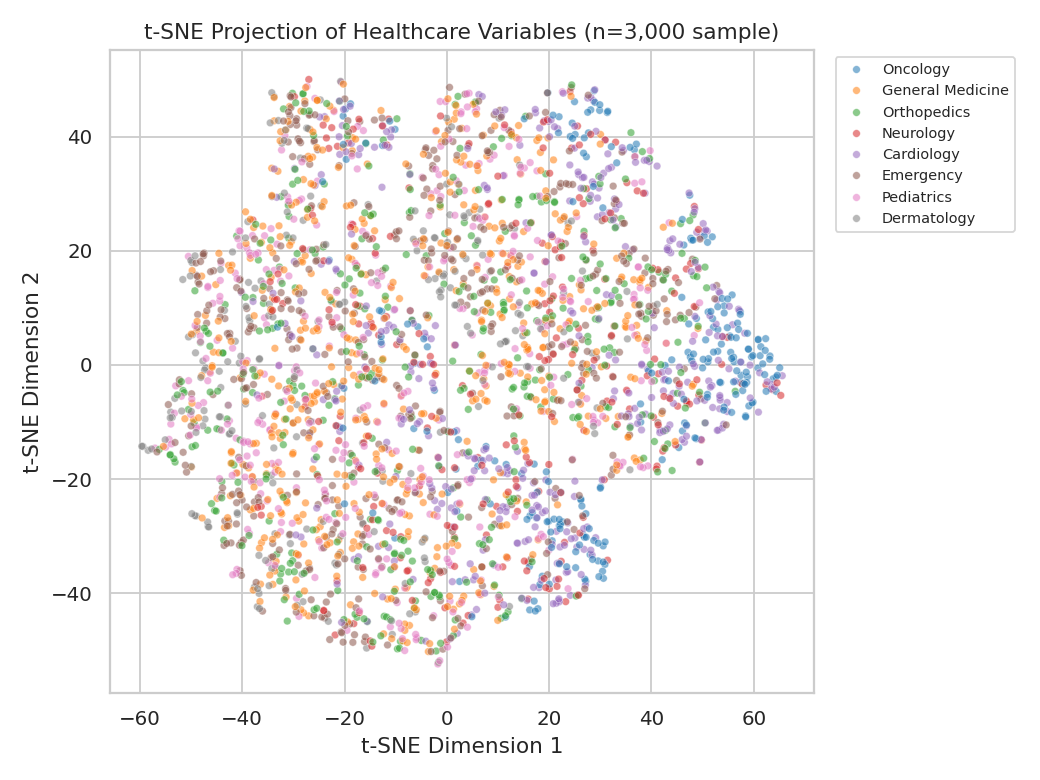 t-SNE Projection of Healthcare Variables (n=3,000 sample)
Oncology
General Medicine
Orthopedics
Neurology
Cardiology
Emergency
Pediatrics
Dermatology
40
20
0
−20
−40
t-SNE Dimension 2
−60
−40
−20
0
20
40
60
t-SNE Dimension 1